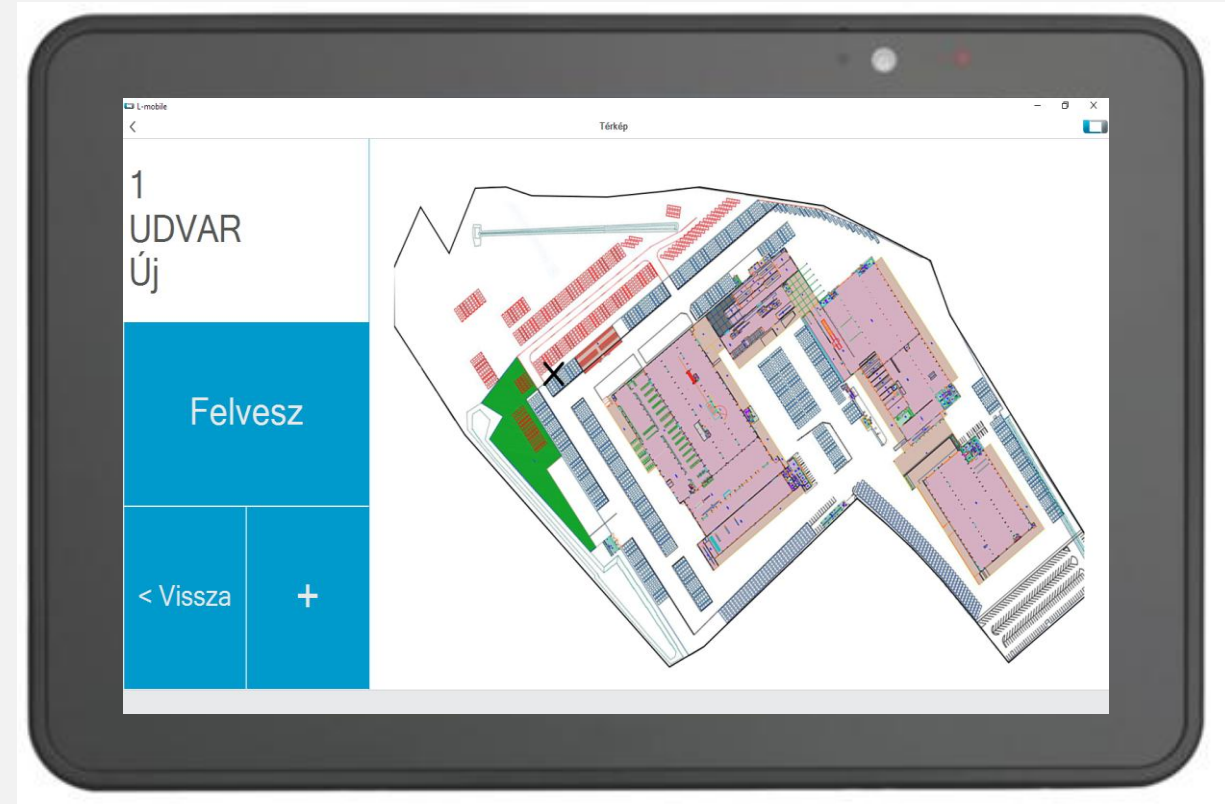 L-mobile
Térkép
1
UDVAR
Új
Felvesz
< Vissza
+